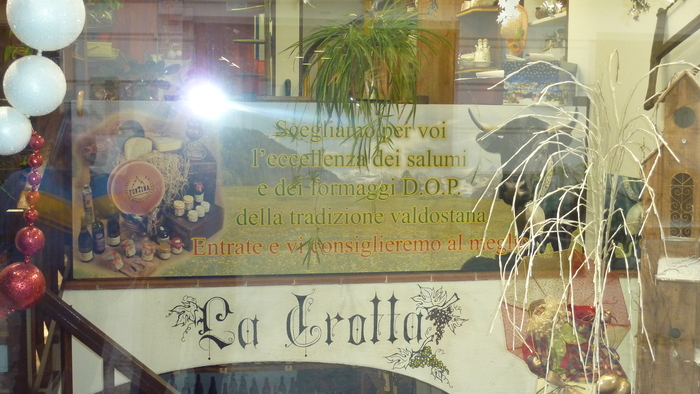 Scegliamo per voi
l'eccellenza dei salumi
e dei formaggi D.O.P.
della tradizione valdostana
Entrate e vi consiglieremo al meglio
FONTINA
La Crotta